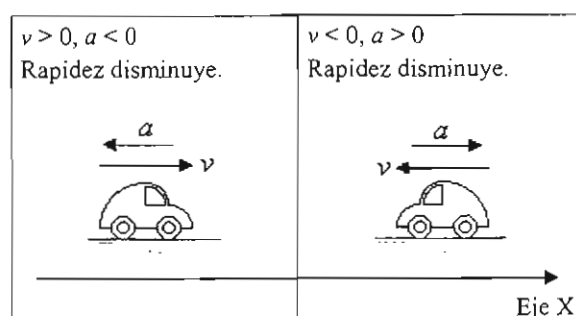 v > 0, a < 0
Rapidez disminuye.
a
v
v < 0, a > 0
Rapidez disminuye.
a
v
Eje X